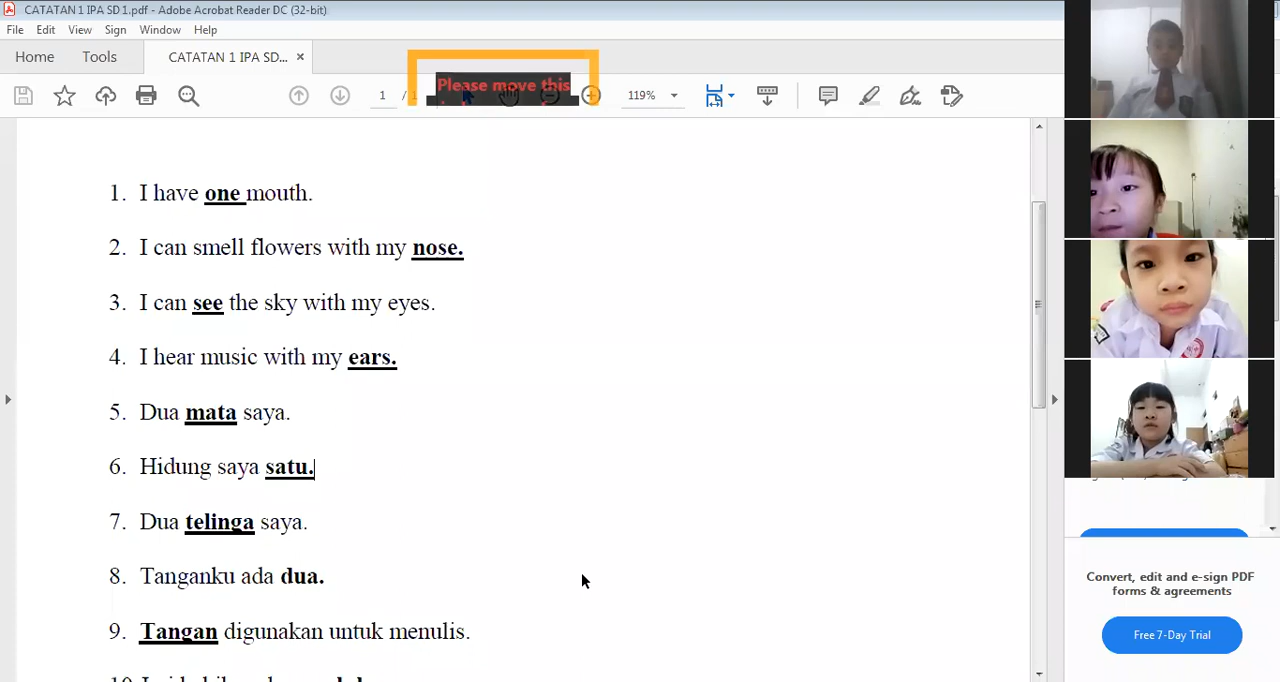 CATATAN 1 IPA SD 1.pdf - Adobe Acrobat Reader DC (32-bit)
File Edit View Sign Window Help
Home Tools CATATAN 1 IPA SD... ×
Please move this
1 / 1 119%
1. I have one mouth.
2. I can smell flowers with my nose.
3. I can see the sky with my eyes.
4. I hear music with my ears.
5. Dua mata saya.
6. Hidung saya satu.
7. Dua telinga saya.
8. Tanganku ada dua.
9. Tangan digunakan untuk menulis.
Convert, edit and e-sign PDF
forms & agreements
Free 7-Day Trial